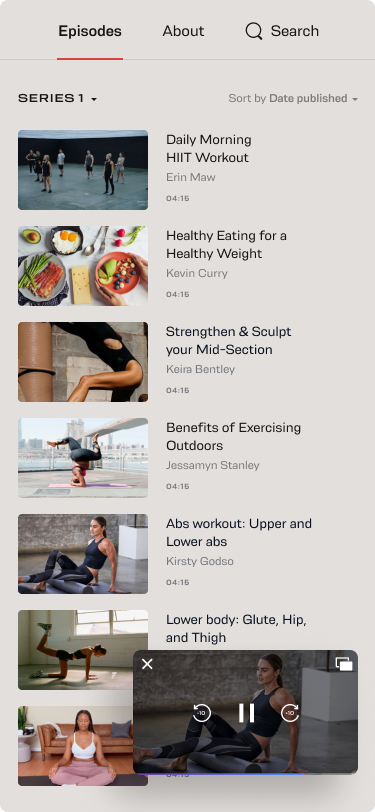 Episodes
About
Search
SERIES 1
Sort by Date published
Daily Morning
HIIT Workout
Erin Maw
04:15
Healthy Eating for a
Healthy Weight
Kevin Curry
04:15
Strengthen & Sculpt
your Mid-Section
Keira Bentley
04:15
Benefits of Exercising
Outdoors
Jessamyn Stanley
04:15
Abs workout: Upper and
Lower abs
Kirsty Godso
04:15
Lower body: Glute, Hip,
and Thigh
-10
-10
04:15